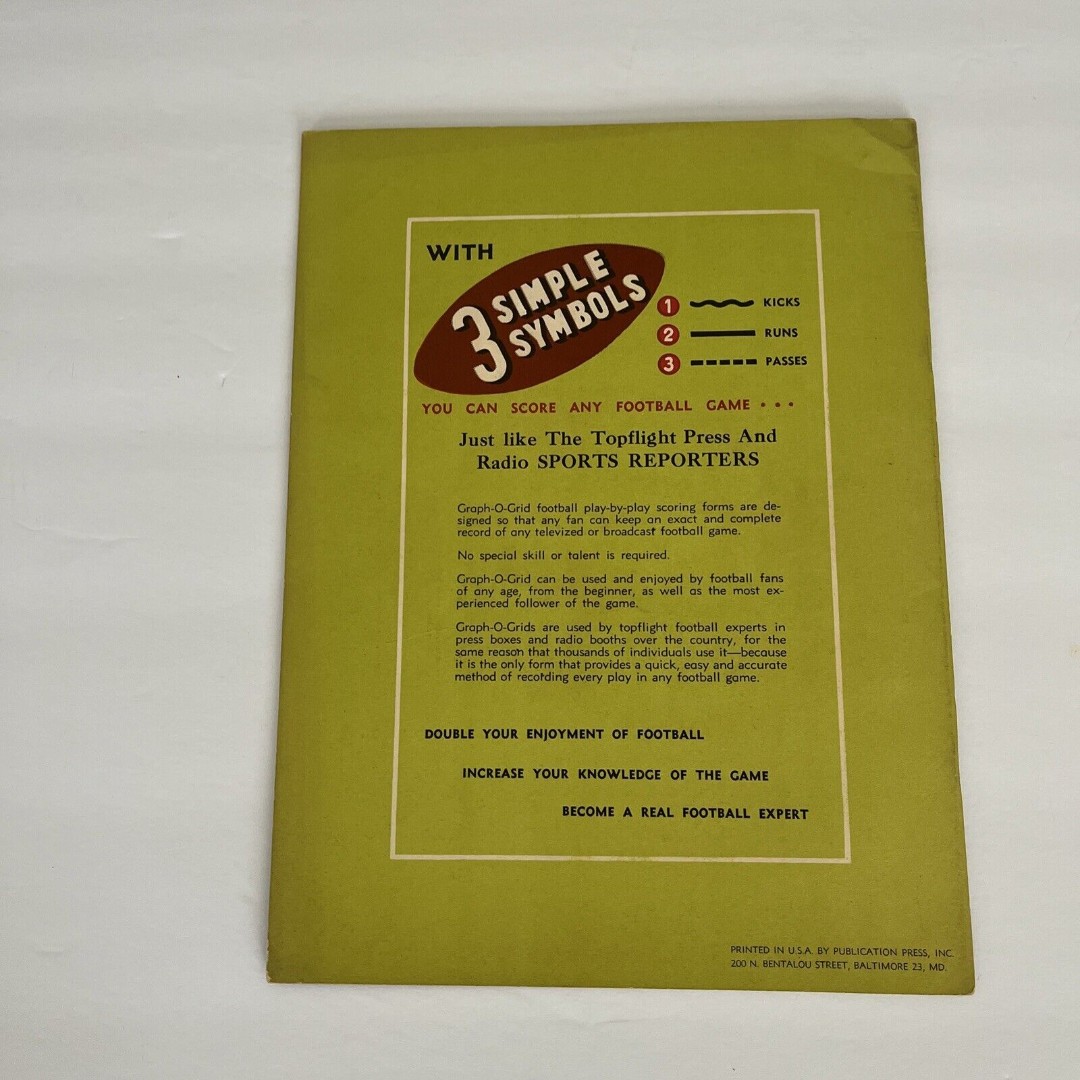 WITH
3 SIMPLE
SYMBOLS
1 KICKS
2 RUNS
3 PASSES
YOU CAN SCORE ANY FOOTBALL GAME . . .
Just like The Topflight Press And
Radio SPORTS REPORTERS
Graph-O-Grid football play-by-play scoring forms are de-
signed so that any fan can keep an exact and complete
record of any televized or broadcast football game.
No special skill or talent is required.
Graph-O-Grid can be used and enjoyed by football fans
of any age, from the beginner, as well as the most ex-
perienced follower of the game.
Graph-O-Grids are used by topflight football experts in
press boxes and radio booths over the country, for the
same reason that thousands of individuals use it—because
it is the only form that provides a quick, easy and accurate
method of recording every play in any football game.
DOUBLE YOUR ENJOYMENT OF FOOTBALL
INCREASE YOUR KNOWLEDGE OF THE GAME
BECOME A REAL FOOTBALL EXPERT
PRINTED IN U.S.A. BY PUBLICATION PRESS, INC.
200 N. BENTALOU STREET, BALTIMORE 23, MD.